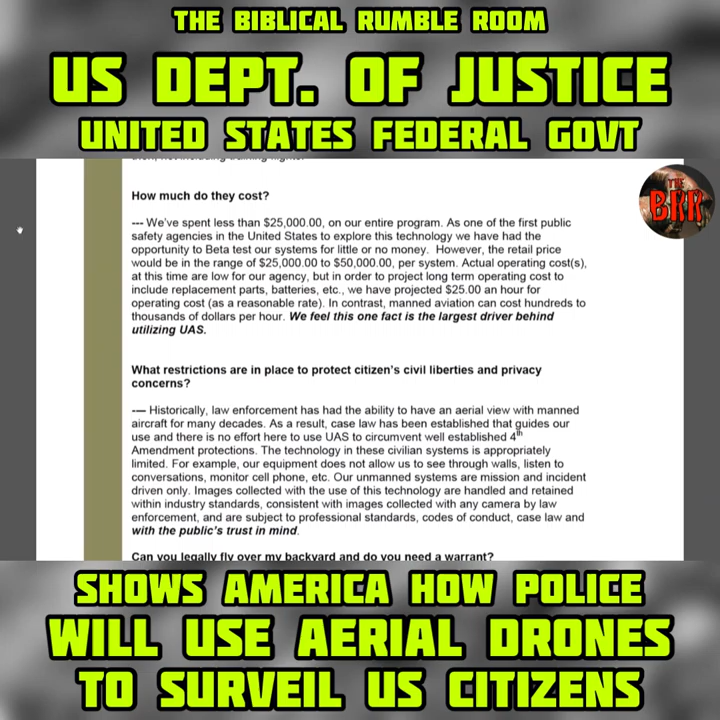 THE BIBLICAL RUMBLE ROOM
US DEPT. OF JUSTICE
UNITED STATES FEDERAL GOVT
THE
BRR
How much do they cost?
--- We've spent less than $25,000.00, on our entire program. As one of the first public
safety agencies in the United States to explore this technology we have had the
opportunity to Beta test our systems for little or no money. However, the retail price
would be in the range of $25,000.00 to $50,000.00, per system. Actual operating cost(s),
at this time are low for our agency, but in order to project long term operating cost to
include replacement parts, batteries, etc., we have projected $25.00 an hour for
operating cost (as a reasonable rate). In contrast, manned aviation can cost hundreds to
thousands of dollars per hour. We feel this one fact is the largest driver behind
utilizing UAS.
What restrictions are in place to protect citizen's civil liberties and privacy
concerns?
--- Historically, law enforcement has had the ability to have an aerial view with manned
aircraft for many decades. As a result, case law has been established that guides our
use and there is no effort here to use UAS to circumvent well established 4th
Amendment protections. The technology in these civilian systems is appropriately
limited. For example, our equipment does not allow us to see through walls, listen to
conversations, monitor cell phone, etc. Our unmanned systems are mission and incident
driven only. Images collected with the use of this technology are handled and retained
within industry standards, consistent with images collected with any camera by law
enforcement, and are subject to professional standards, codes of conduct, case law and
with the public's trust in mind.
Can you legally fly over my backyard and do you need a warrant?
SHOWS AMERICA HOW POLICE
WILL USE AERIAL DRONES
TO SURVEIL US CITIZENS